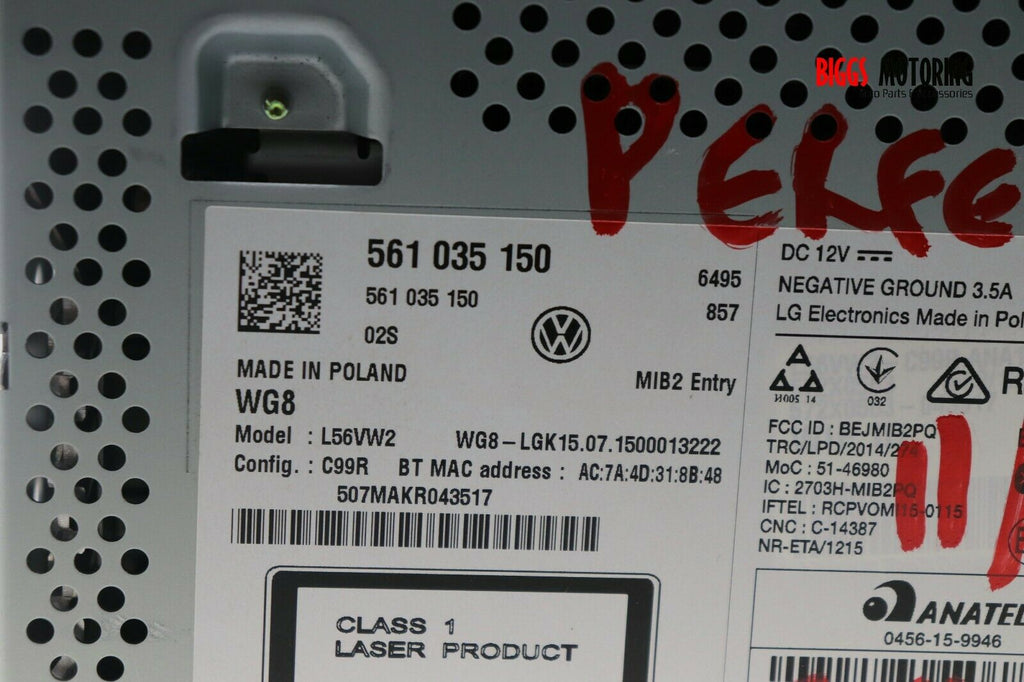 BIGGS MOTORING
Auto Parts & Accessories
PERFE
561 035 150
561 035 150
02S
6495
857
MADE IN POLAND
MIB2 Entry
WG8
Model : L56VW2 WG8-LGK15.07.1500013222
Config. : C99R BT MAC address : AC:7A:4D:31:8B:48
507MAKR043517
CLASS 1
LASER PRODUCT
DC 12V
NEGATIVE GROUND 3.5A
LG Electronics Made in Pol
032
R
FCC ID : BEJMIB2PQ
TRC/LPD/2014/274
MoC : 51-46980
IC : 2703H-MIB2PQ
IFTEL : RCPVOMI15-0115
CNC : C-14387
NR-ETA/1215
11/
ANATEL
0456-15-9946